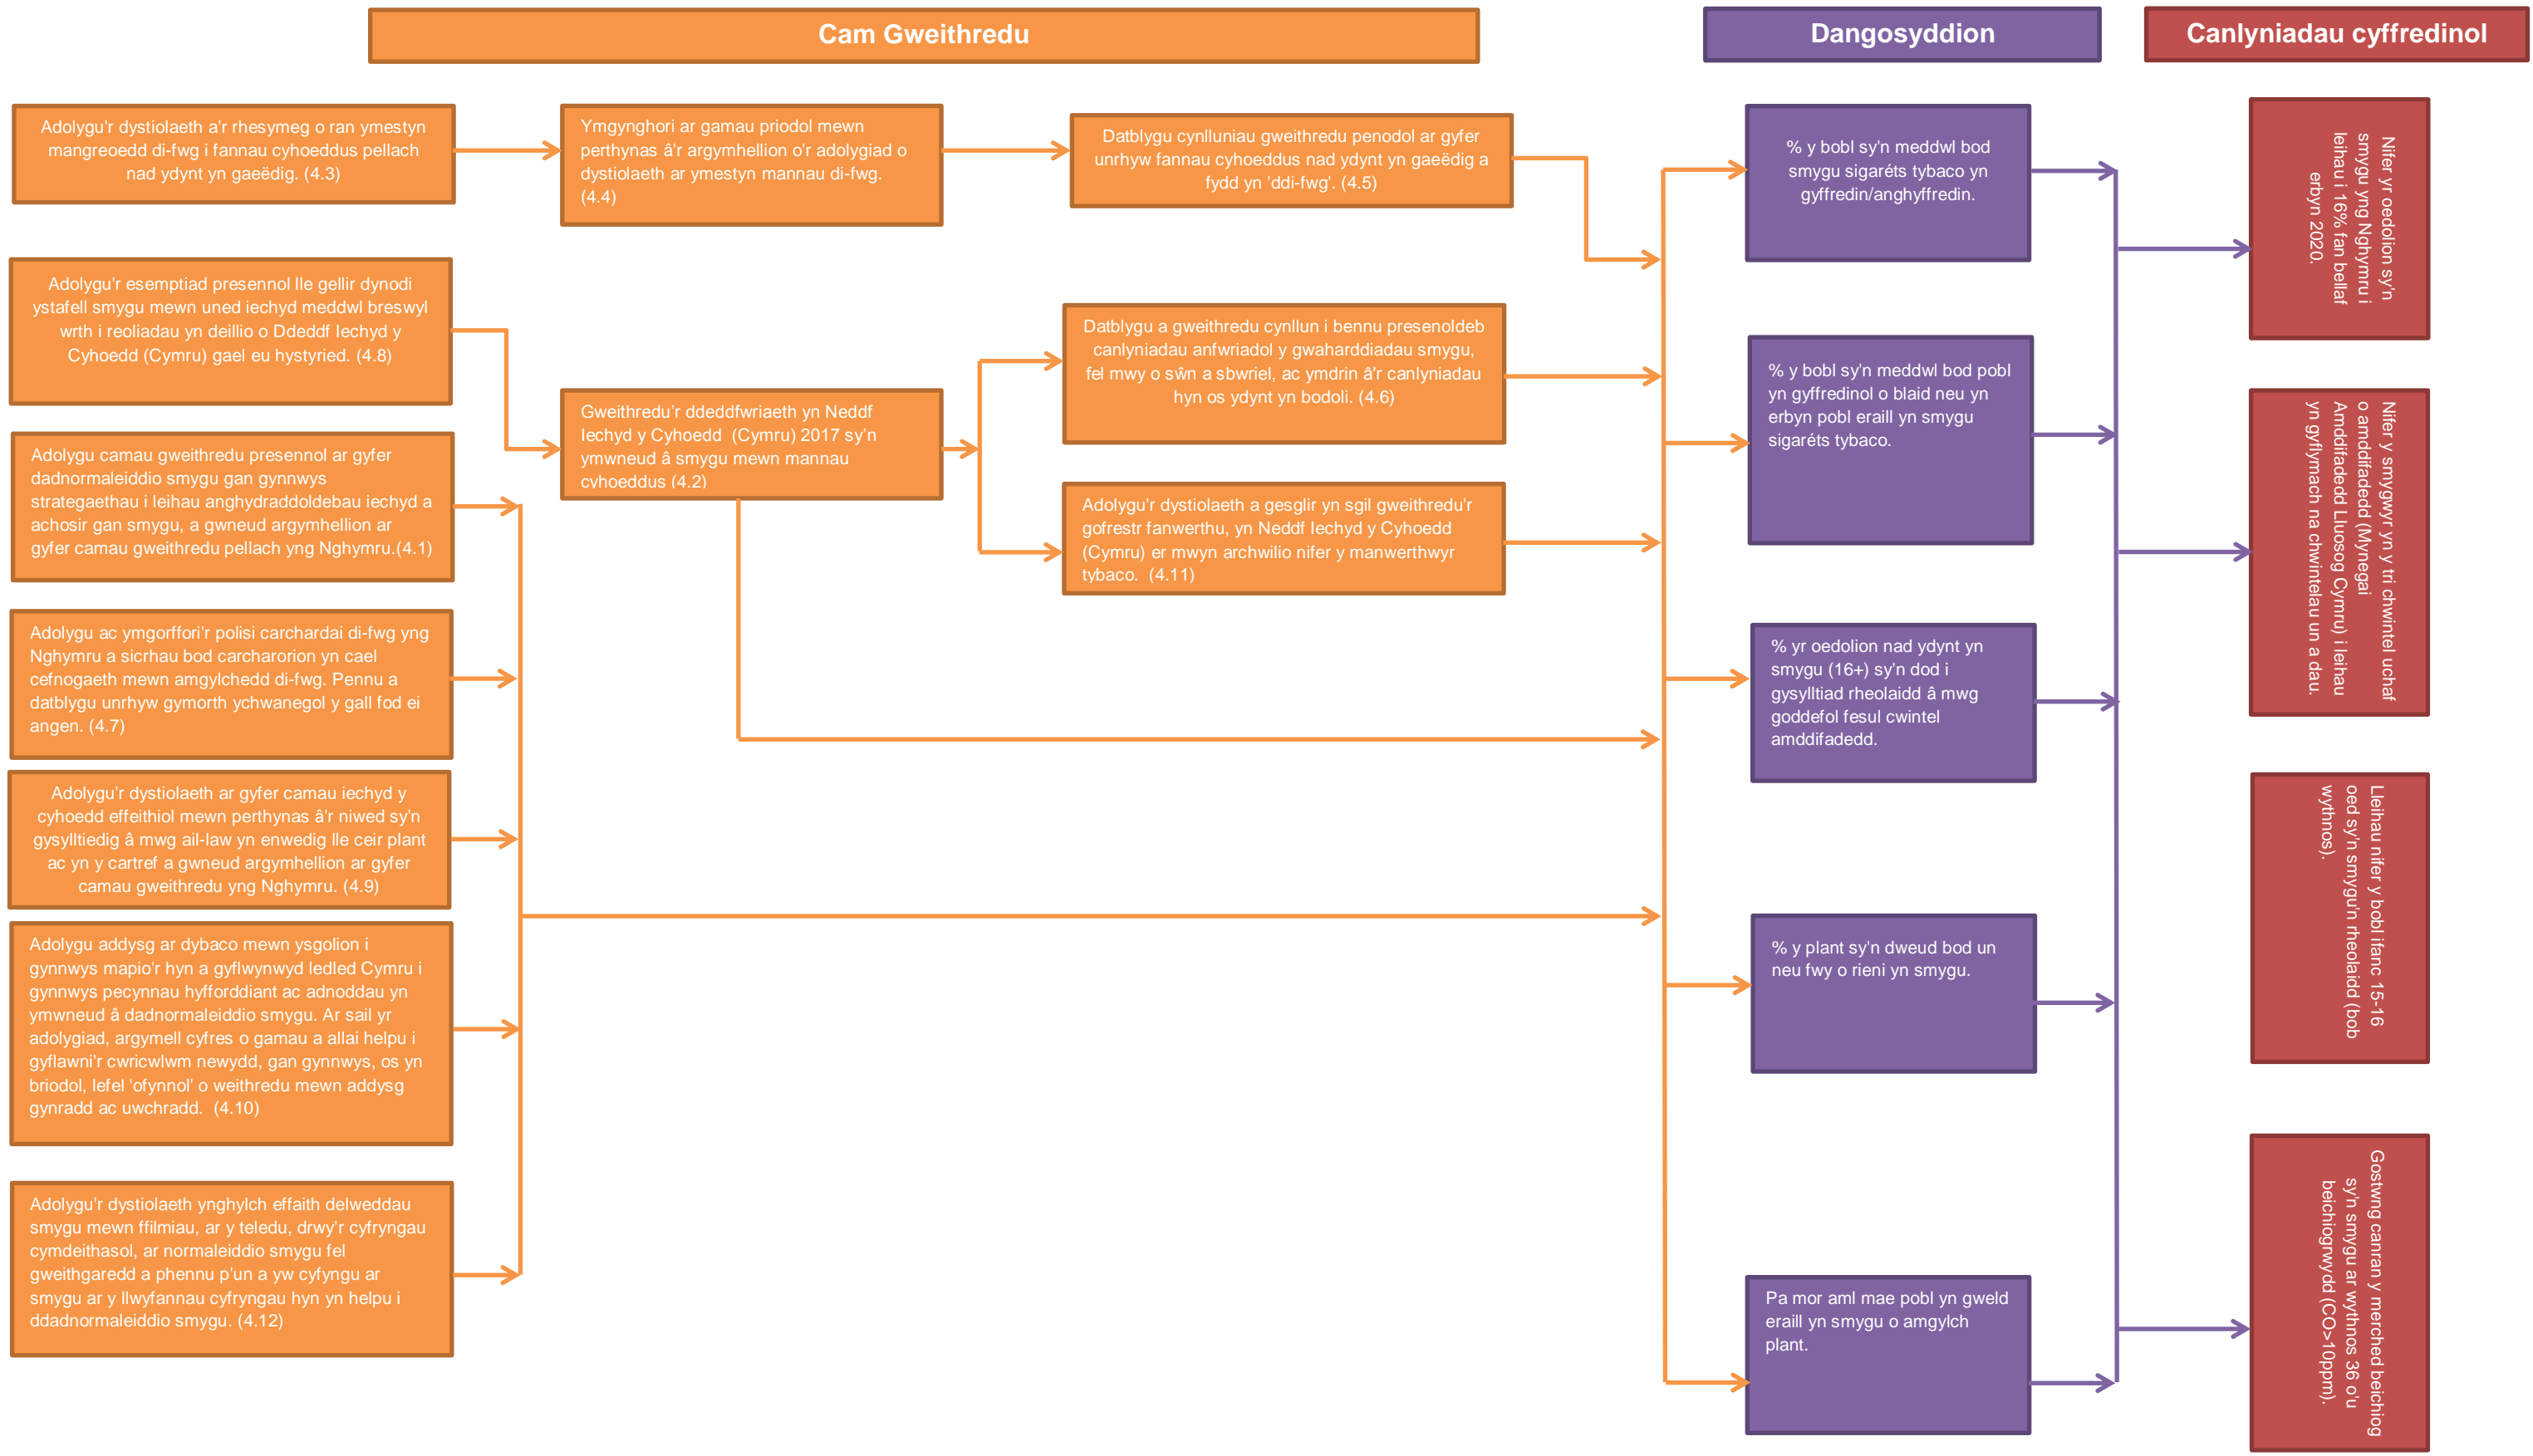 Cam Gweithredu
Dangosyddion
Canlyniadau cyffredinol
Adolygu'r dystiolaeth a'r rhesymeg o ran ymestyn
mangreoedd di-fwg i fannau cyhoeddus pellach
nad ydynt yn gaeëdig. (4.3)
Ymgynghori ar gamau priodol mewn
perthynas â'r argymhellion o'r adolygiad o
dystiolaeth ar ymestyn mannau di-fwg.
(4.4)
Datblygu cynlluniau gweithredu penodol ar gyfer
unrhyw fannau cyhoeddus nad ydynt yn gaeëdig a
fydd yn 'ddi-fwg'. (4.5)
Adolygu'r esemptiad presennol lle gellir dynodi
ystafell smygu mewn uned iechyd meddwl breswyl
wrth i reoliadau yn deillio o Ddeddf Iechyd y
Cyhoedd (Cymru) gael eu hystyried. (4.8)
Gweithredu'r ddeddfwriaeth yn Neddf
Iechyd y Cyhoedd  (Cymru) 2017 sy'n
ymwneud â smygu mewn mannau
cyhoeddus (4.2)
Datblygu a gweithredu cynllun i bennu presenoldeb
canlyniadau anfwriadol y gwaharddiadau smygu,
fel mwy o sŵn a sbwriel, ac ymdrin â'r canlyniadau
hyn os ydynt yn bodoli. (4.6)
Adolygu'r dystiolaeth a gesglir yn sgil gweithredu'r
gofrestr fanwerthu, yn Neddf Iechyd y Cyhoedd
(Cymru) er mwyn archwilio nifer y manwerthwyr
tybaco.  (4.11)
Adolygu camau gweithredu presennol ar gyfer
dadnormaleiddio smygu gan gynnwys
strategaethau i leihau anghydraddoldebau iechyd a
achosir gan smygu, a gwneud argymhellion ar
gyfer camau gweithredu pellach yng Nghymru.(4.1)
Adolygu ac ymgorffori'r polisi carchardai di-fwg yng
Nghymru a sicrhau bod carcharorion yn cael
cefnogaeth mewn amgylchedd di-fwg. Pennu a
datblygu unrhyw gymorth ychwanegol y gall fod ei
angen. (4.7)
Adolygu'r dystiolaeth ar gyfer camau iechyd y
cyhoedd effeithiol mewn perthynas â'r niwed sy'n
gysylltiedig â mwg ail-law yn enwedig lle ceir plant
ac yn y cartref a gwneud argymhellion ar gyfer
camau gweithredu yng Nghymru. (4.9)
Adolygu addysg ar dybaco mewn ysgolion i
gynnwys mapio'r hyn a gyflwynwyd ledled Cymru i
gynnwys pecynnau hyfforddiant ac adnoddau yn
ymwneud â dadnormaleiddio smygu. Ar sail yr
adolygiad, argymell cyfres o gamau a allai helpu i
gyflawni'r cwricwlwm newydd, gan gynnwys, os yn
briodol, lefel 'ofynnol' o weithredu mewn addysg
gynradd ac uwchradd.  (4.10)
Adolygu'r dystiolaeth ynghylch effaith delweddau
smygu mewn ffilmiau, ar y teledu, drwy'r cyfryngau
cymdeithasol, ar normaleiddio smygu fel
gweithgaredd a phennu p'un a yw cyfyngu ar
smygu ar y llwyfannau cyfryngau hyn yn helpu i
ddadnormaleiddio smygu. (4.12)
% y bobl sy'n meddwl bod
smygu sigaréts tybaco yn
gyffredin/anghyffredin.
% y bobl sy'n meddwl bod pobl
yn gyffredinol o blaid neu yn
erbyn pobl eraill yn smygu
sigaréts tybaco.
% yr oedolion nad ydynt yn
smygu (16+) sy'n dod i
gysylltiad rheolaidd â mwg
goddefol fesul cwintel
amddifadedd.
% y plant sy'n dweud bod un
neu fwy o rieni yn smygu.
Pa mor aml mae pobl yn gweld
eraill yn smygu o amgylch
plant.
Nifer yr oedolion sy'n
smygu yng Nghymru i
leihau i 16% fan bellaf
erbyn 2020.
Nifer y smygwyr yn y tri chwintel uchaf
o amddifadedd (Mynegai
Amddifadedd Lluosog Cymru) i leihau
yn gyflymach na chwintelau un a dau.
Lleihau nifer y bobl ifanc 15-16
oed sy'n smygu'n rheolaidd (bob
wythnos).
Gostwng canran y merched beichiog
sy'n smygu ar wythnos 36 o'u
beichiogrwydd (CO>10ppm).